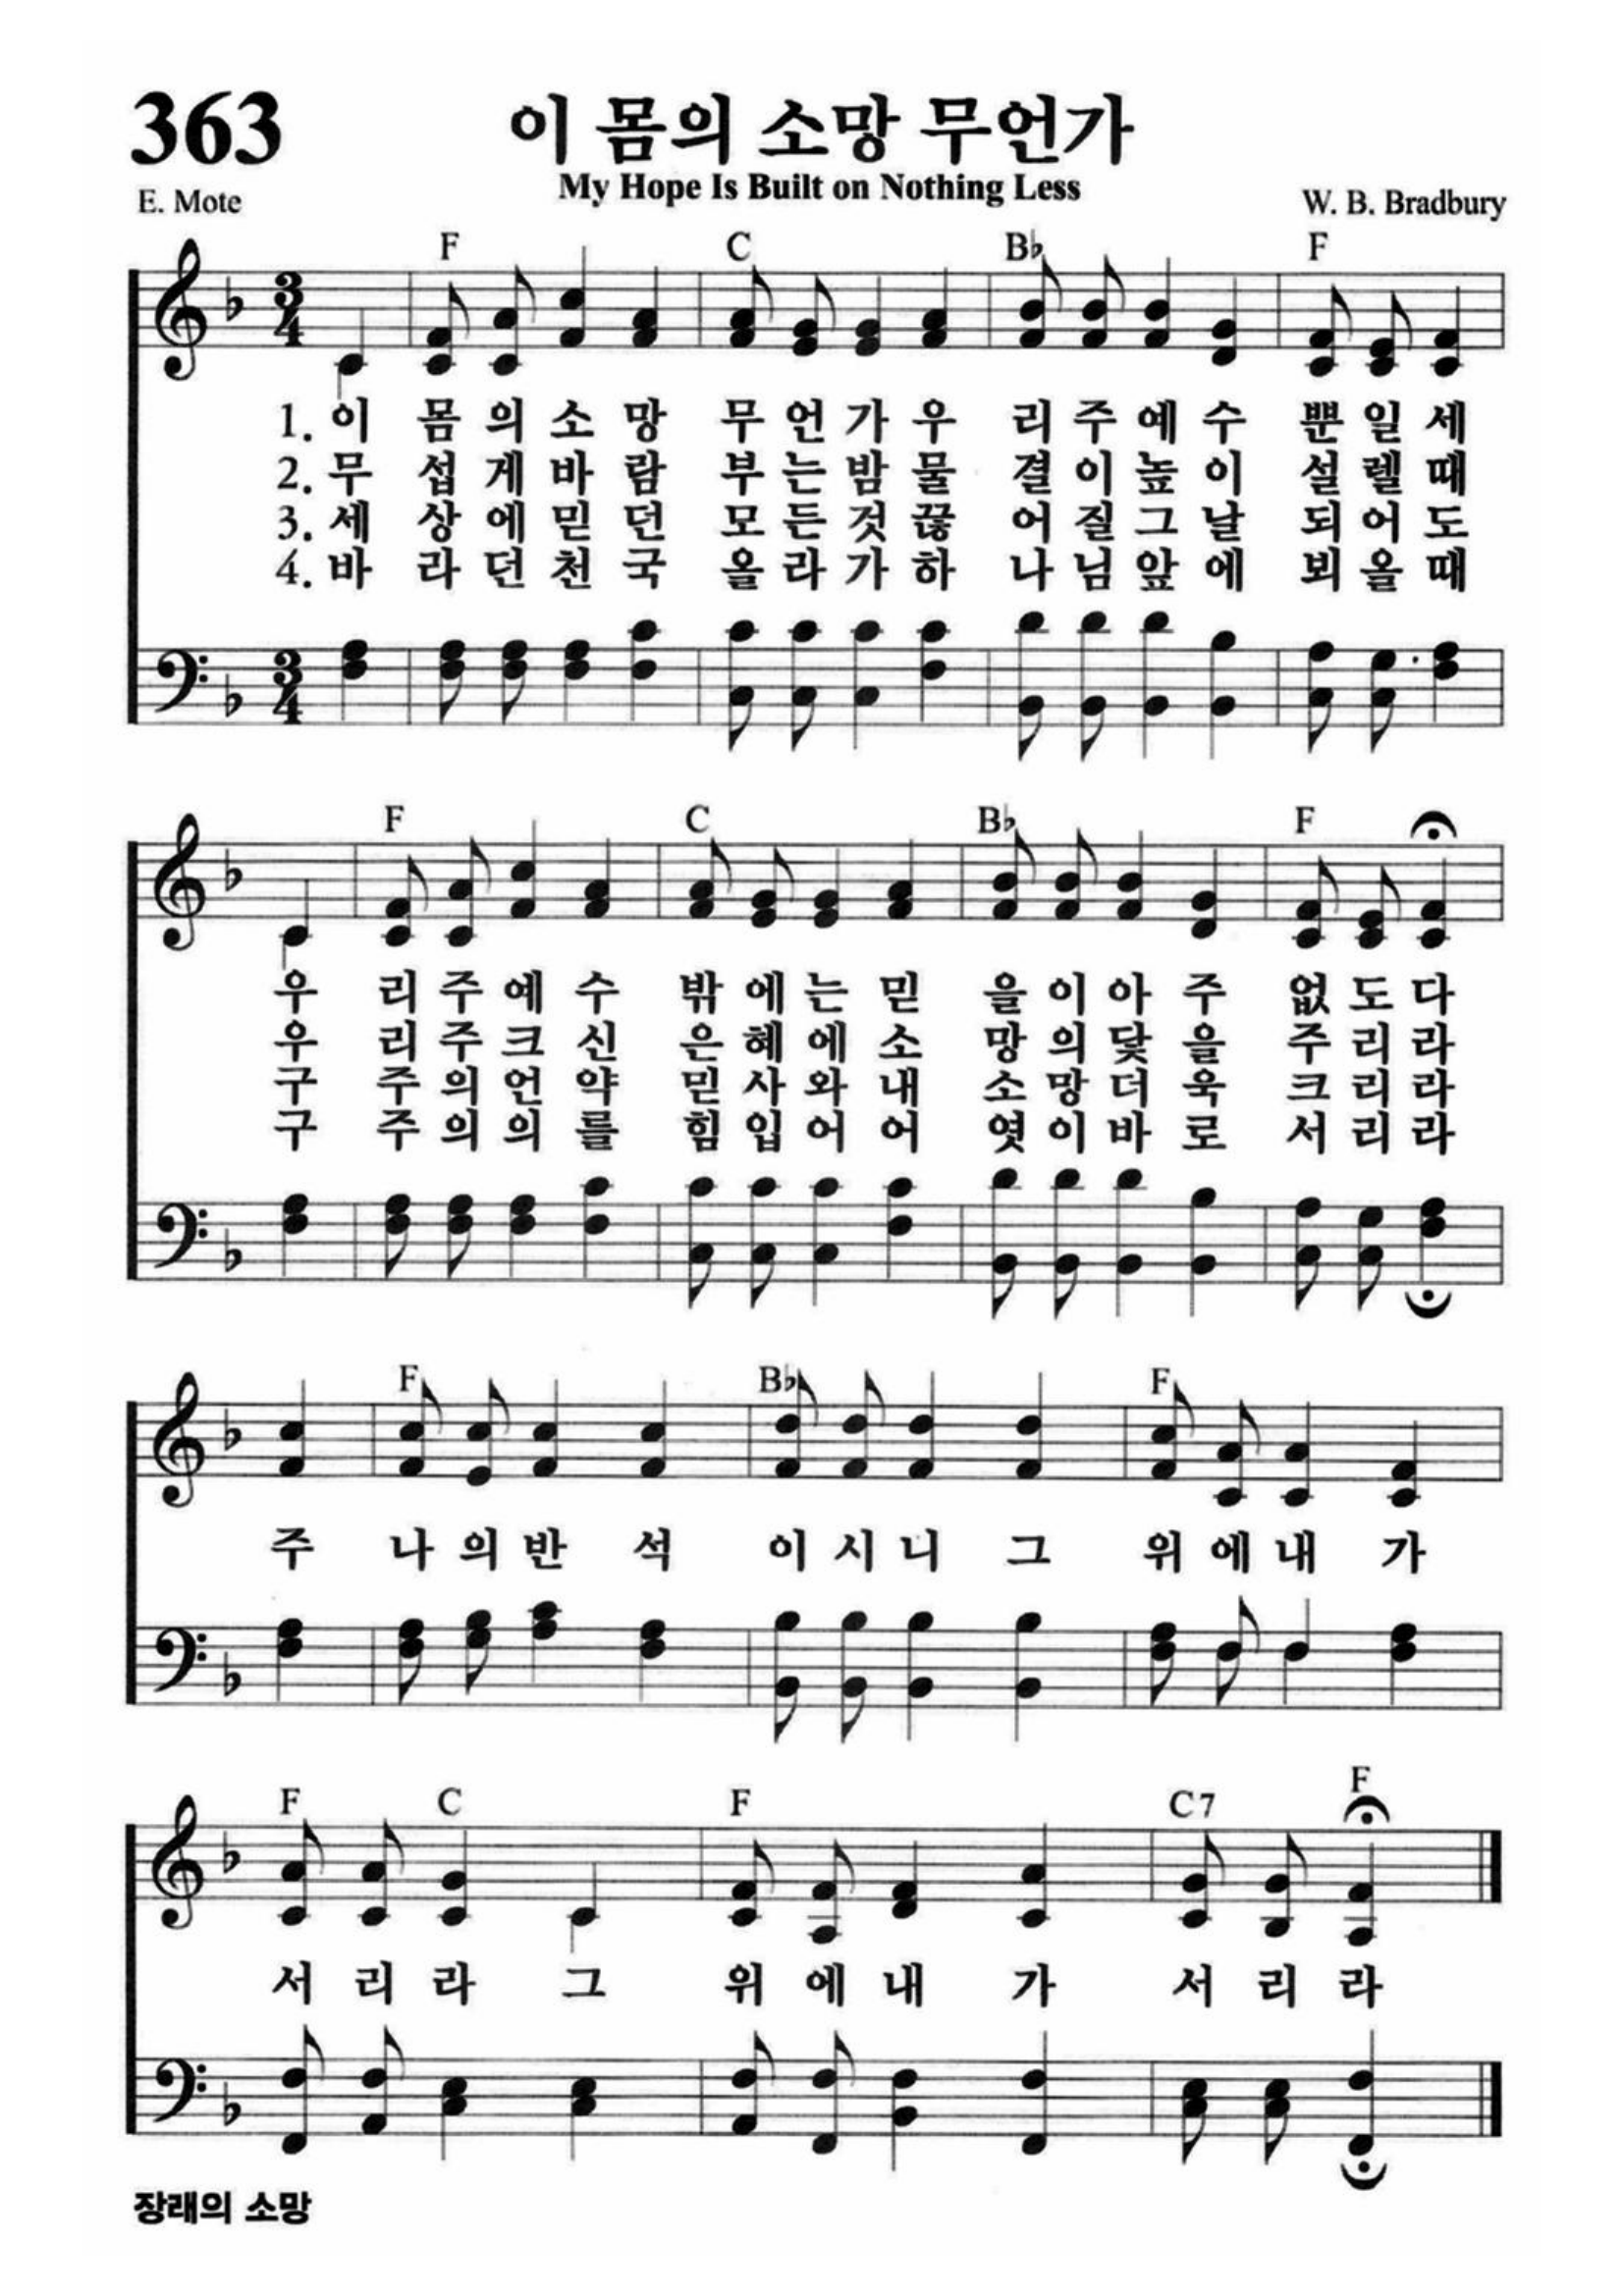 363
이 몸의 소망 무언가
My Hope Is Built on Nothing Less
E. Mote
W. B. Bradbury
F C B♭ F
3/4
1. 이 몸 의 소 망 무 언 가 우 리 주 예 수 뿐 일 세
2. 무 섭 게 바 람 부 는 밤 물 결 이 높 이 설 렐 때
3. 세 상 에 믿 던 모 든 것 끊 어 질 그 날 되 어 도
4. 바 라 던 천 국 올 라 가 하 나 님 앞 에 뵈 올 때
3/4
F C B♭ F
우 리 주 예 수 밖 에 는 믿 을 이 아 주 없 도 다
우 리 주 크 신 은 혜 에 소 망 의 닻 을 주 리 라
구 주 의 언 약 믿 사 와 내 소 망 더 욱 크 리 라
구 주 의 의 를 힘 입 어 어 엿 이 바 로 서 리 라
F B♭ F
주 나 의 반 석 이 시 니 그 위 에 내 가
F C F C7 F
서 리 라 그 위 에 내 가 서 리 라
장래의 소망